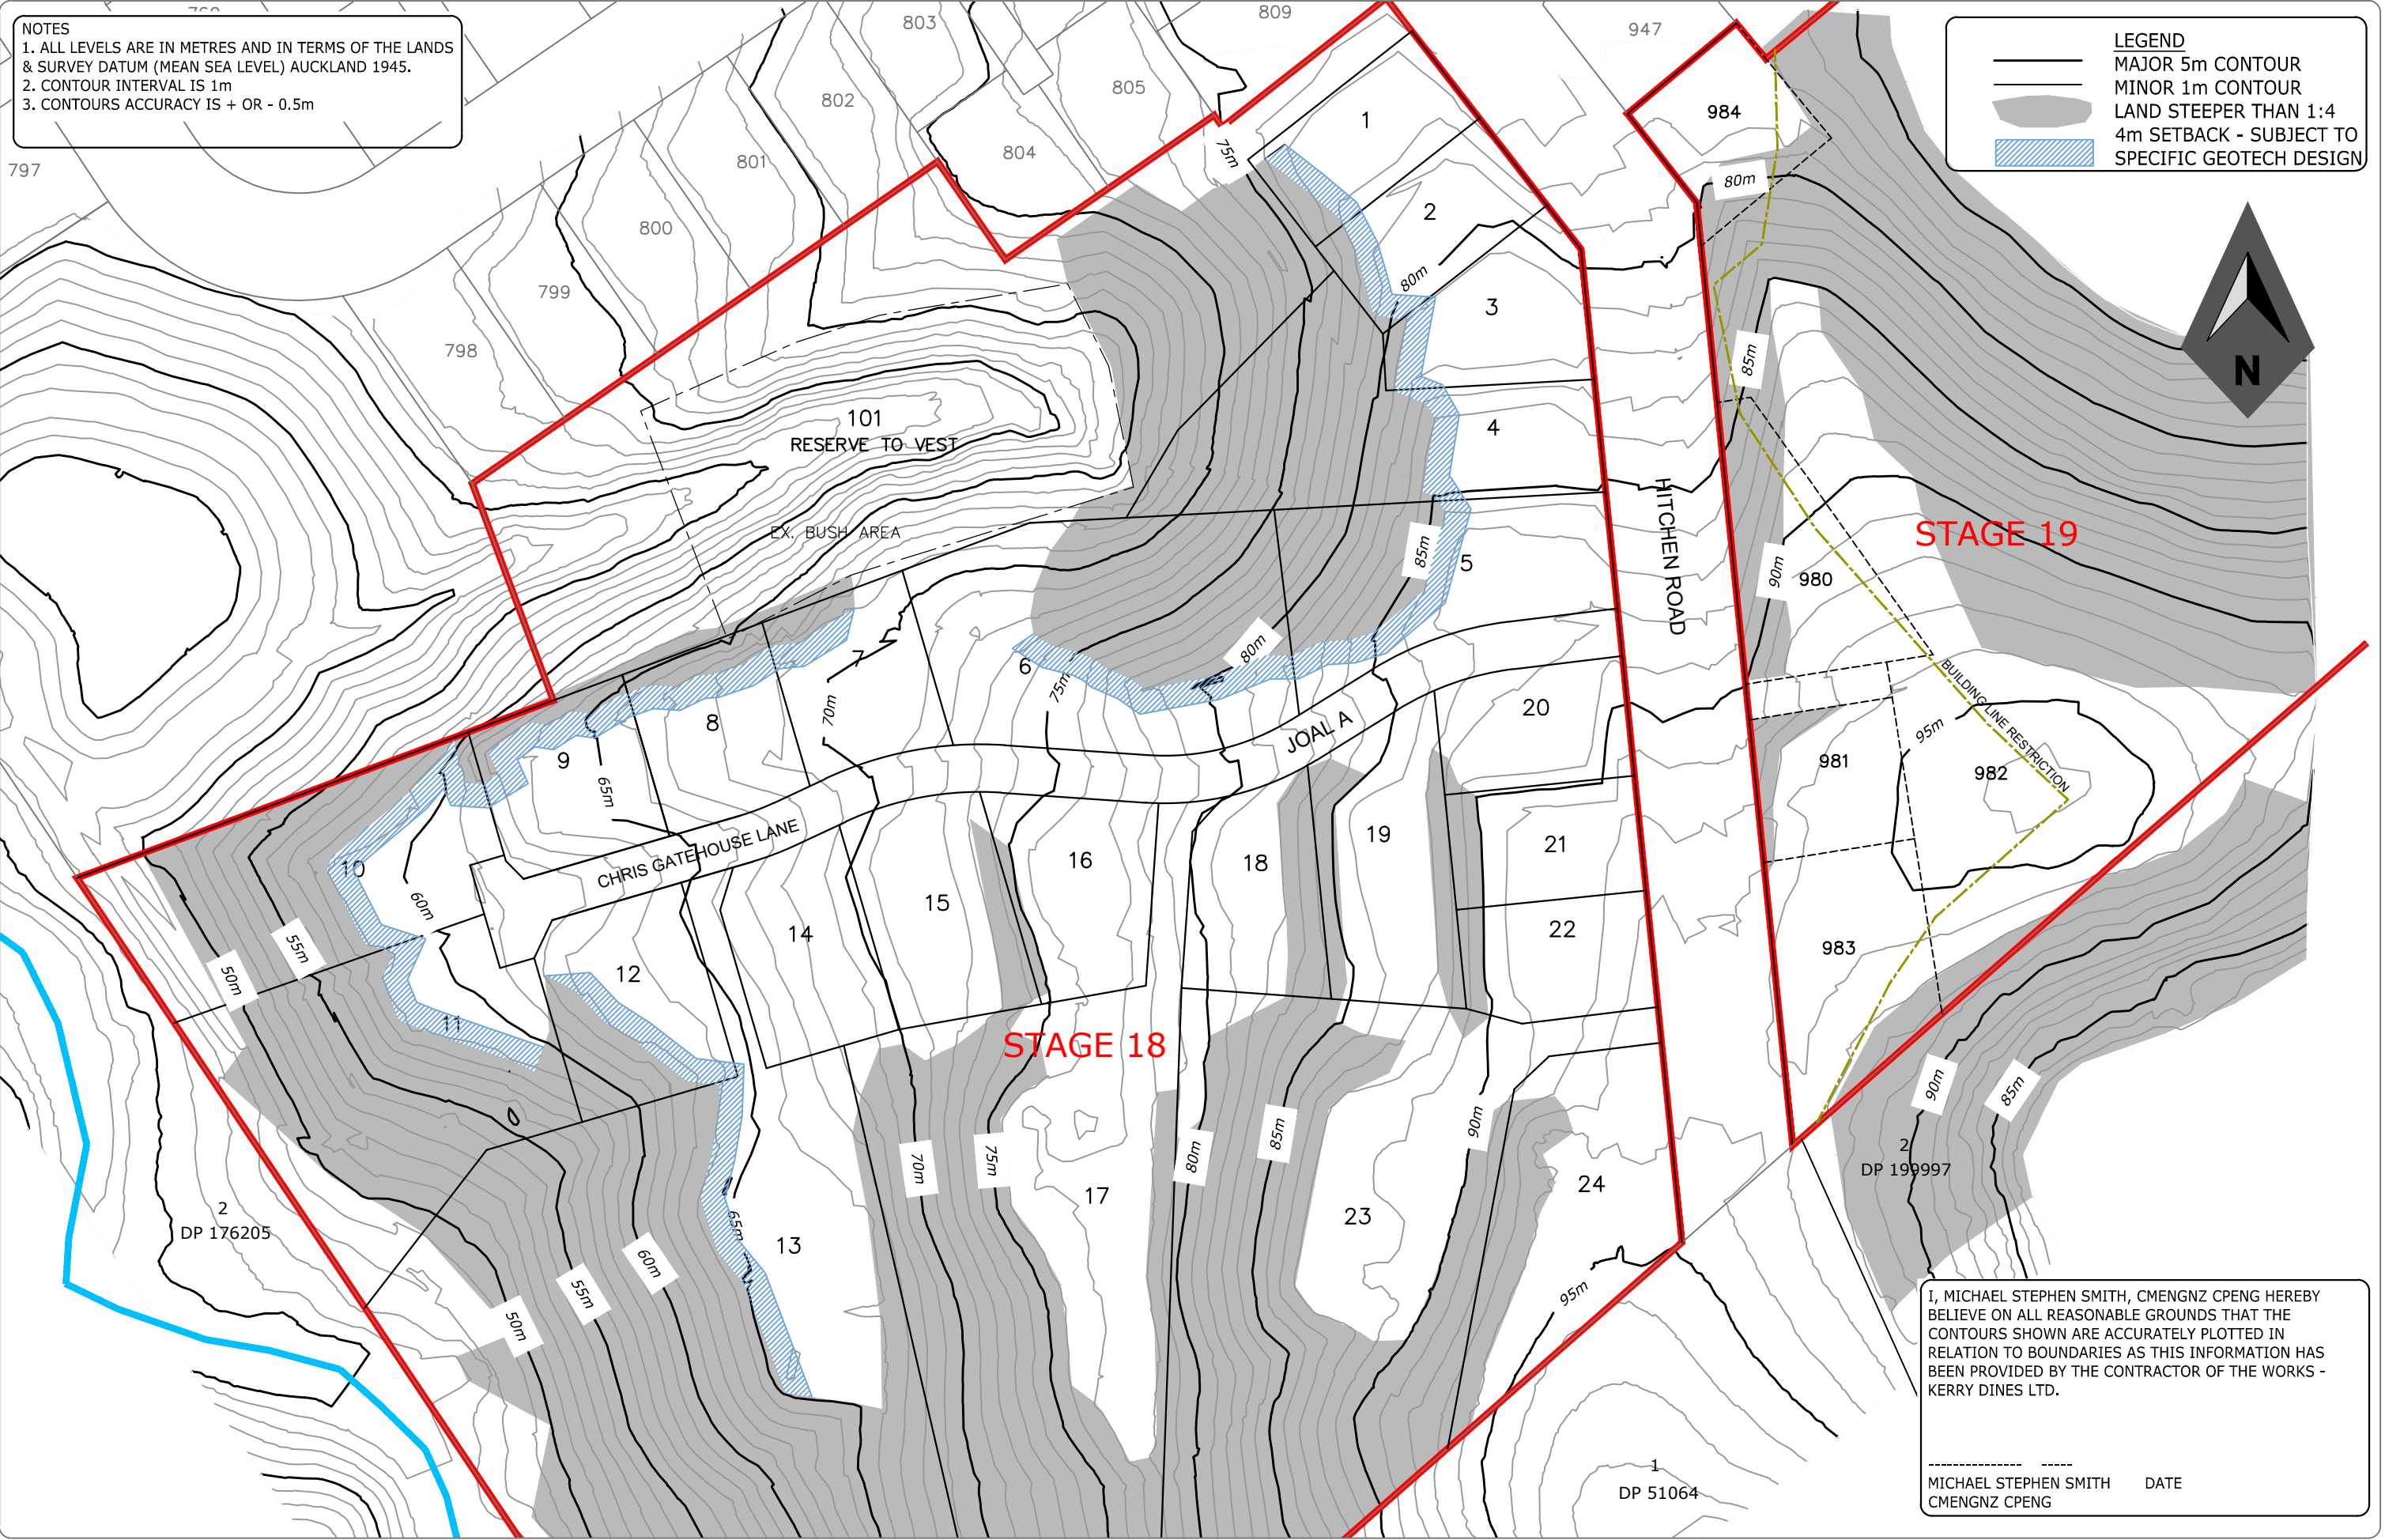 NOTES
1. ALL LEVELS ARE IN METRES AND IN TERMS OF THE LANDS
& SURVEY DATUM (MEAN SEA LEVEL) AUCKLAND 1945.
2. CONTOUR INTERVAL IS 1m
3. CONTOURS ACCURACY IS + OR - 0.5m
LEGEND
MAJOR 5m CONTOUR
MINOR 1m CONTOUR
LAND STEEPER THAN 1:4
4m SETBACK - SUBJECT TO
SPECIFIC GEOTECH DESIGN
N
797
798
799
800
801
802
803
804
805
809
947
984
1
2
3
4
5
6
7
8
9
10
11
12
13
14
15
16
17
18
19
20
21
22
23
24
75m
80m
80m
85m
85m
90m
95m
80m
75m
70m
65m
60m
55m
50m
101
RESERVE TO VEST
EX. BUSH AREA
HITCHEN ROAD
STAGE 19
980
981
982
983
BUILDING LINE RESTRICTION
JOAL A
CHRIS GATEHOUSE LANE
STAGE 18
50m
55m
60m
65m
70m
75m
80m
85m
90m
95m
90m
85m
2
DP 176205
2
DP 199997
1
DP 51064
I, MICHAEL STEPHEN SMITH, CMENGNZ CPENG HEREBY
BELIEVE ON ALL REASONABLE GROUNDS THAT THE
CONTOURS SHOWN ARE ACCURATELY PLOTTED IN
RELATION TO BOUNDARIES AS THIS INFORMATION HAS
BEEN PROVIDED BY THE CONTRACTOR OF THE WORKS -
KERRY DINES LTD.
MICHAEL STEPHEN SMITH DATE
CMENGNZ CPENG